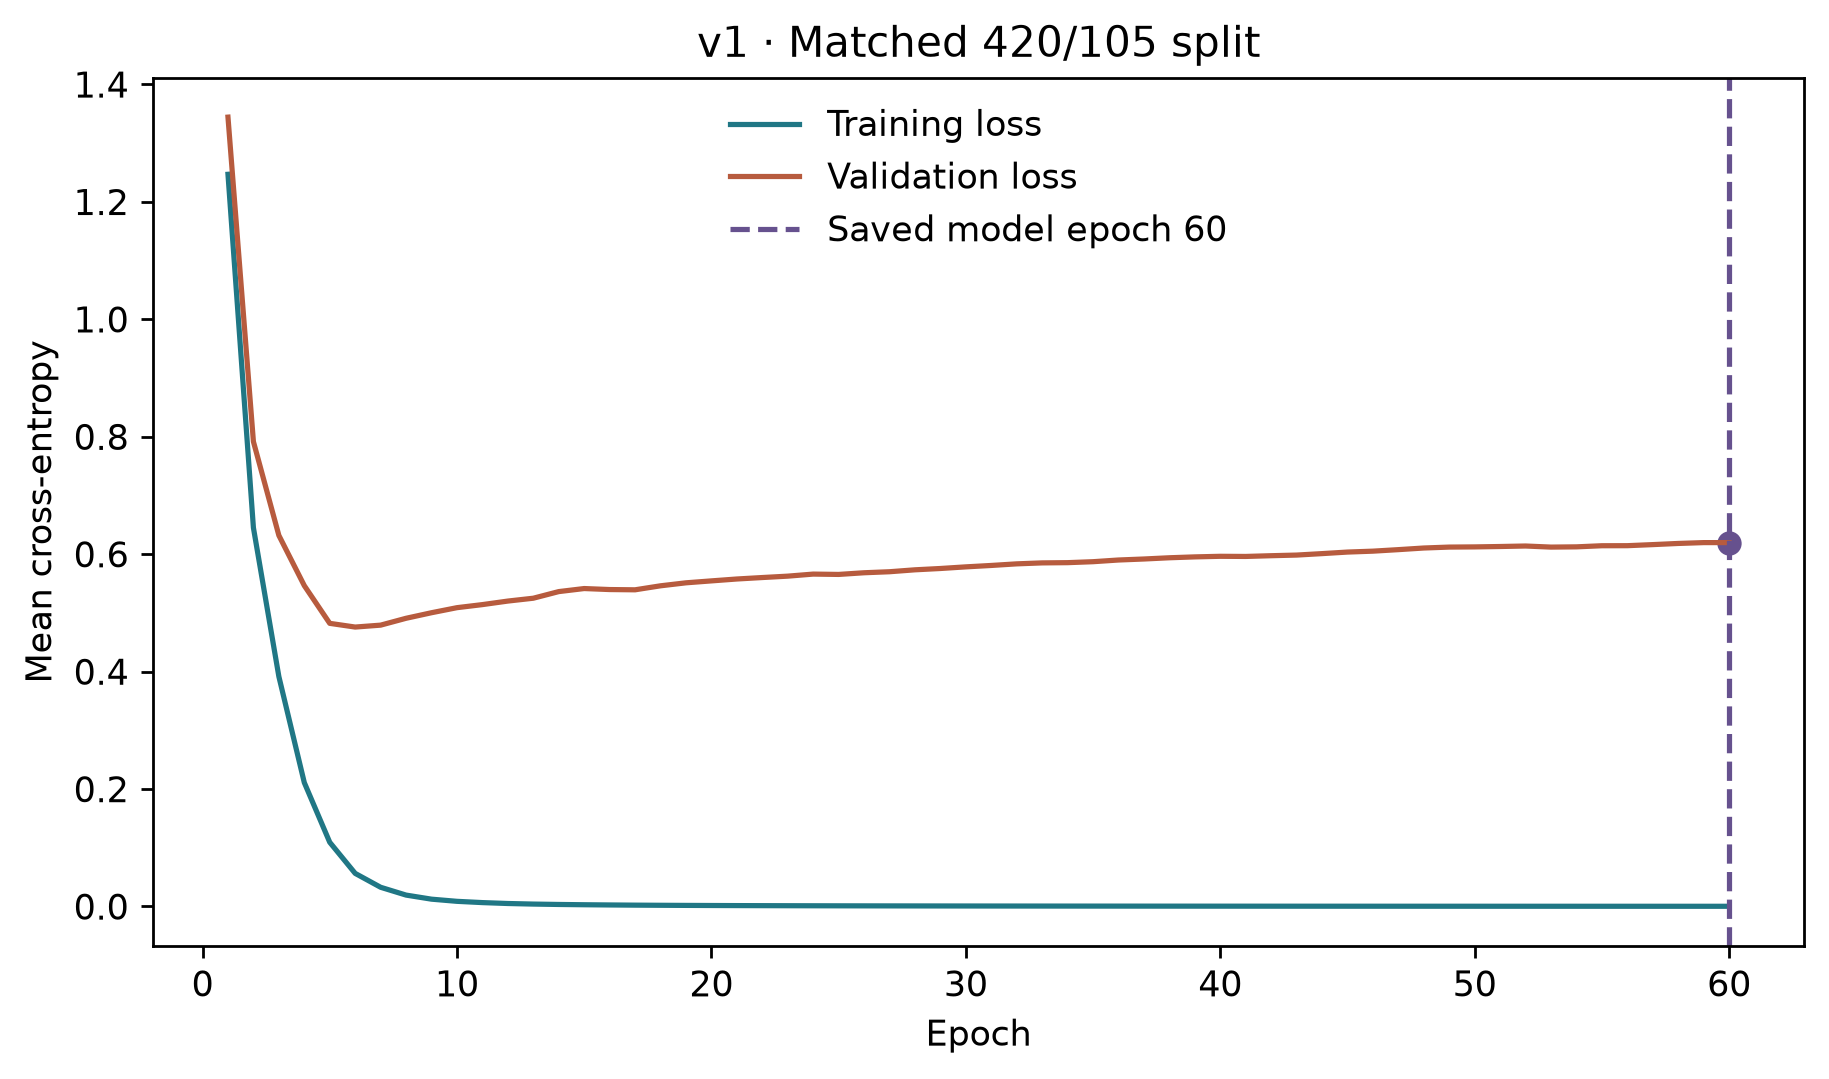 v1 · Matched 420/105 split
Training loss
Validation loss
Saved model epoch 60
Mean cross-entropy
1.4
1.2
1.0
0.8
0.6
0.4
0.2
0.0
0 10 20 30 40 50 60
Epoch